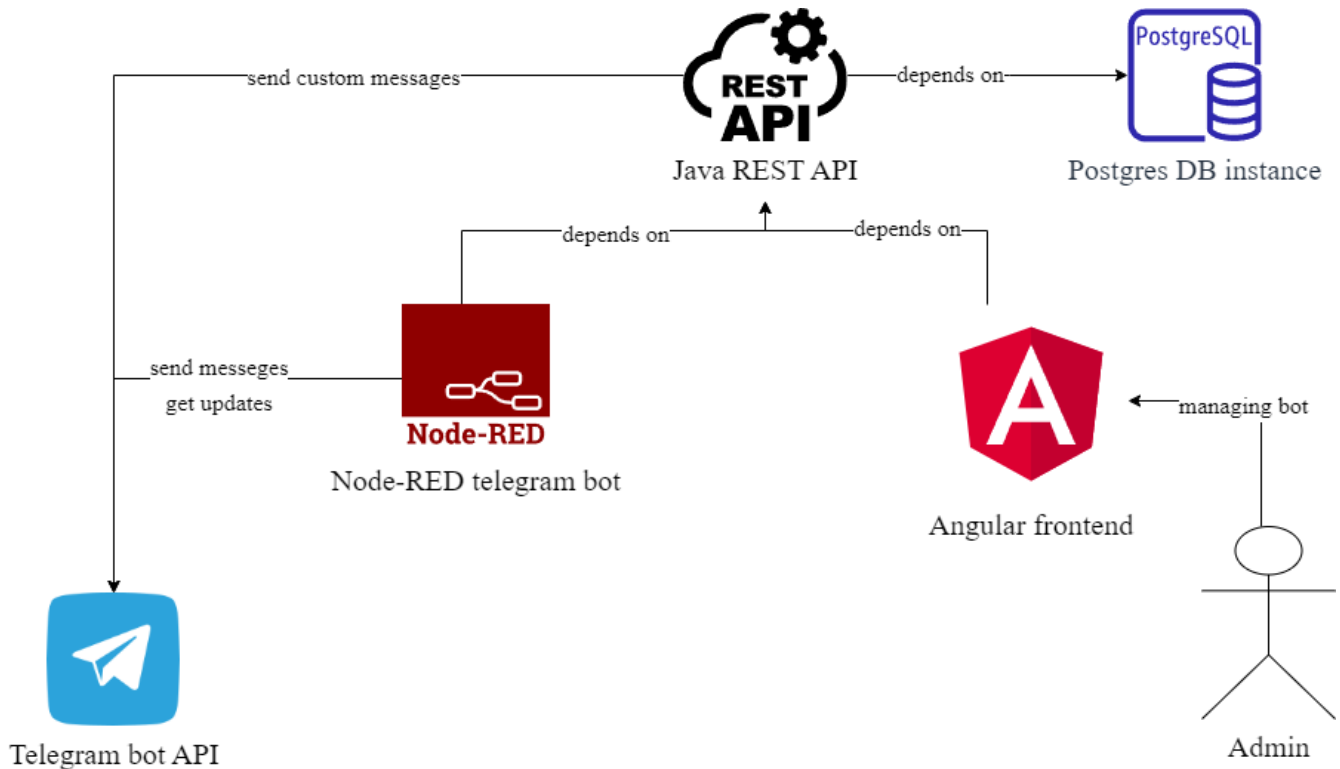 PostgreSQL
send custom messages
REST
API
depends on
Java REST API
Postgres DB instance
depends on
depends on
send messeges
get updates
Node-RED
Node-RED telegram bot
managing bot
Angular frontend
Telegram bot API
Admin